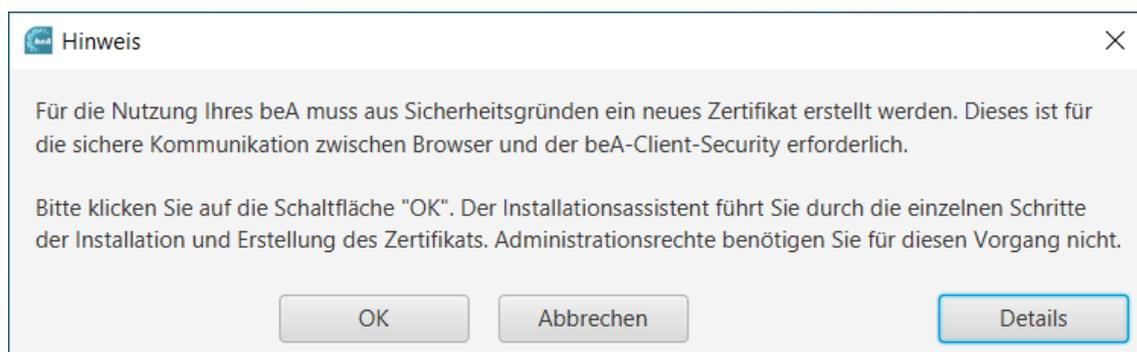 beA Hinweis
Für die Nutzung Ihres beA muss aus Sicherheitsgründen ein neues Zertifikat erstellt werden. Dieses ist für
die sichere Kommunikation zwischen Browser und der beA-Client-Security erforderlich.
Bitte klicken Sie auf die Schaltfläche "OK". Der Installationsassistent führt Sie durch die einzelnen Schritte
der Installation und Erstellung des Zertifikats. Administrationsrechte benötigen Sie für diesen Vorgang nicht.
OK Abbrechen Details